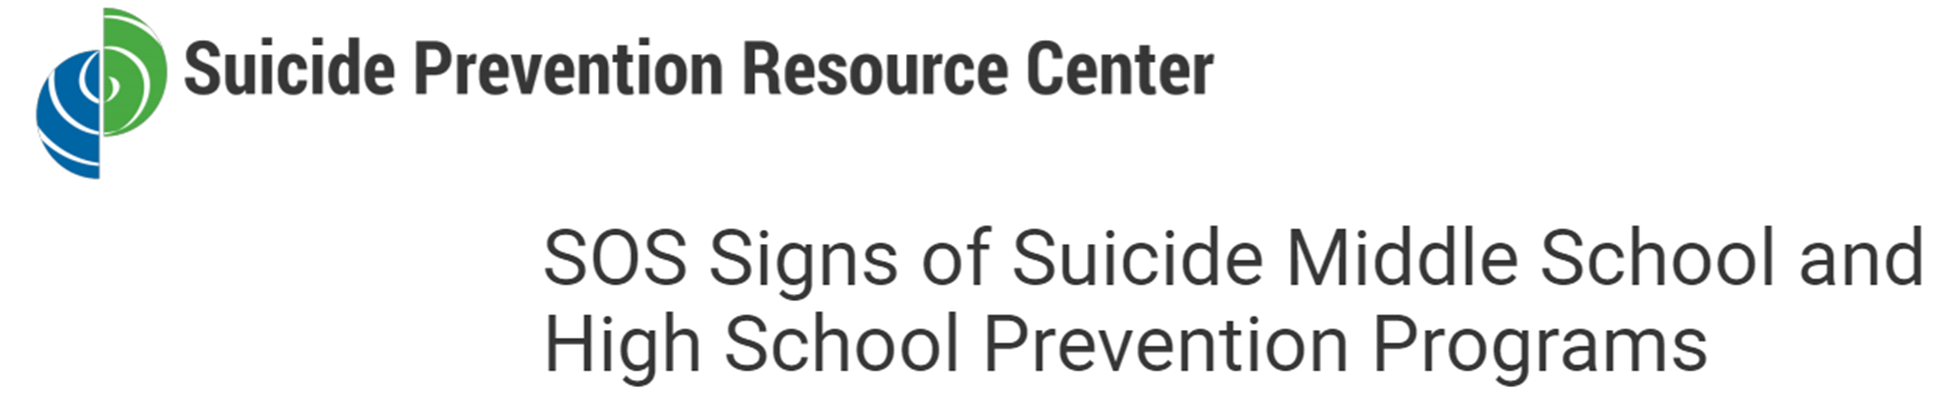 Suicide Prevention Resource Center
SOS Signs of Suicide Middle School and
High School Prevention Programs